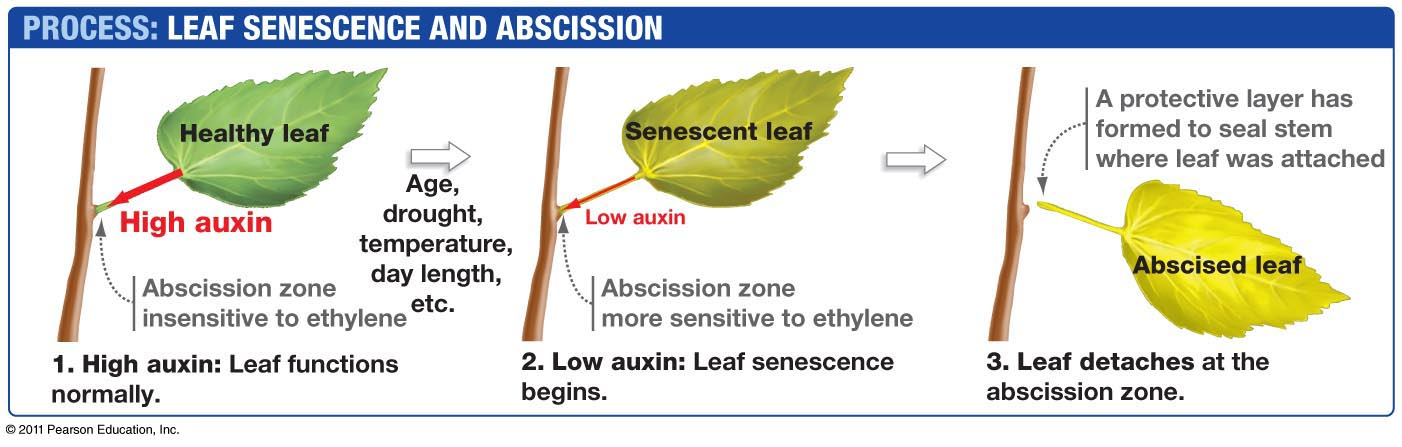 PROCESS: LEAF SENESCENCE AND ABSCISSION
Healthy leaf
High auxin
Abscission zone
insensitive to ethylene
1. High auxin: Leaf functions
normally.
Age,
drought,
temperature,
day length,
etc.
Senescent leaf
Low auxin
Abscission zone
more sensitive to ethylene
2. Low auxin: Leaf senescence
begins.
A protective layer has
formed to seal stem
where leaf was attached
Abscised leaf
3. Leaf detaches at the
abscission zone.
© 2011 Pearson Education, Inc.